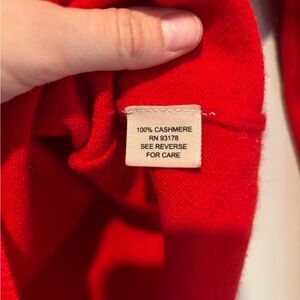 100% CASHMERE
RN 93178
SEE REVERSE
FOR CARE